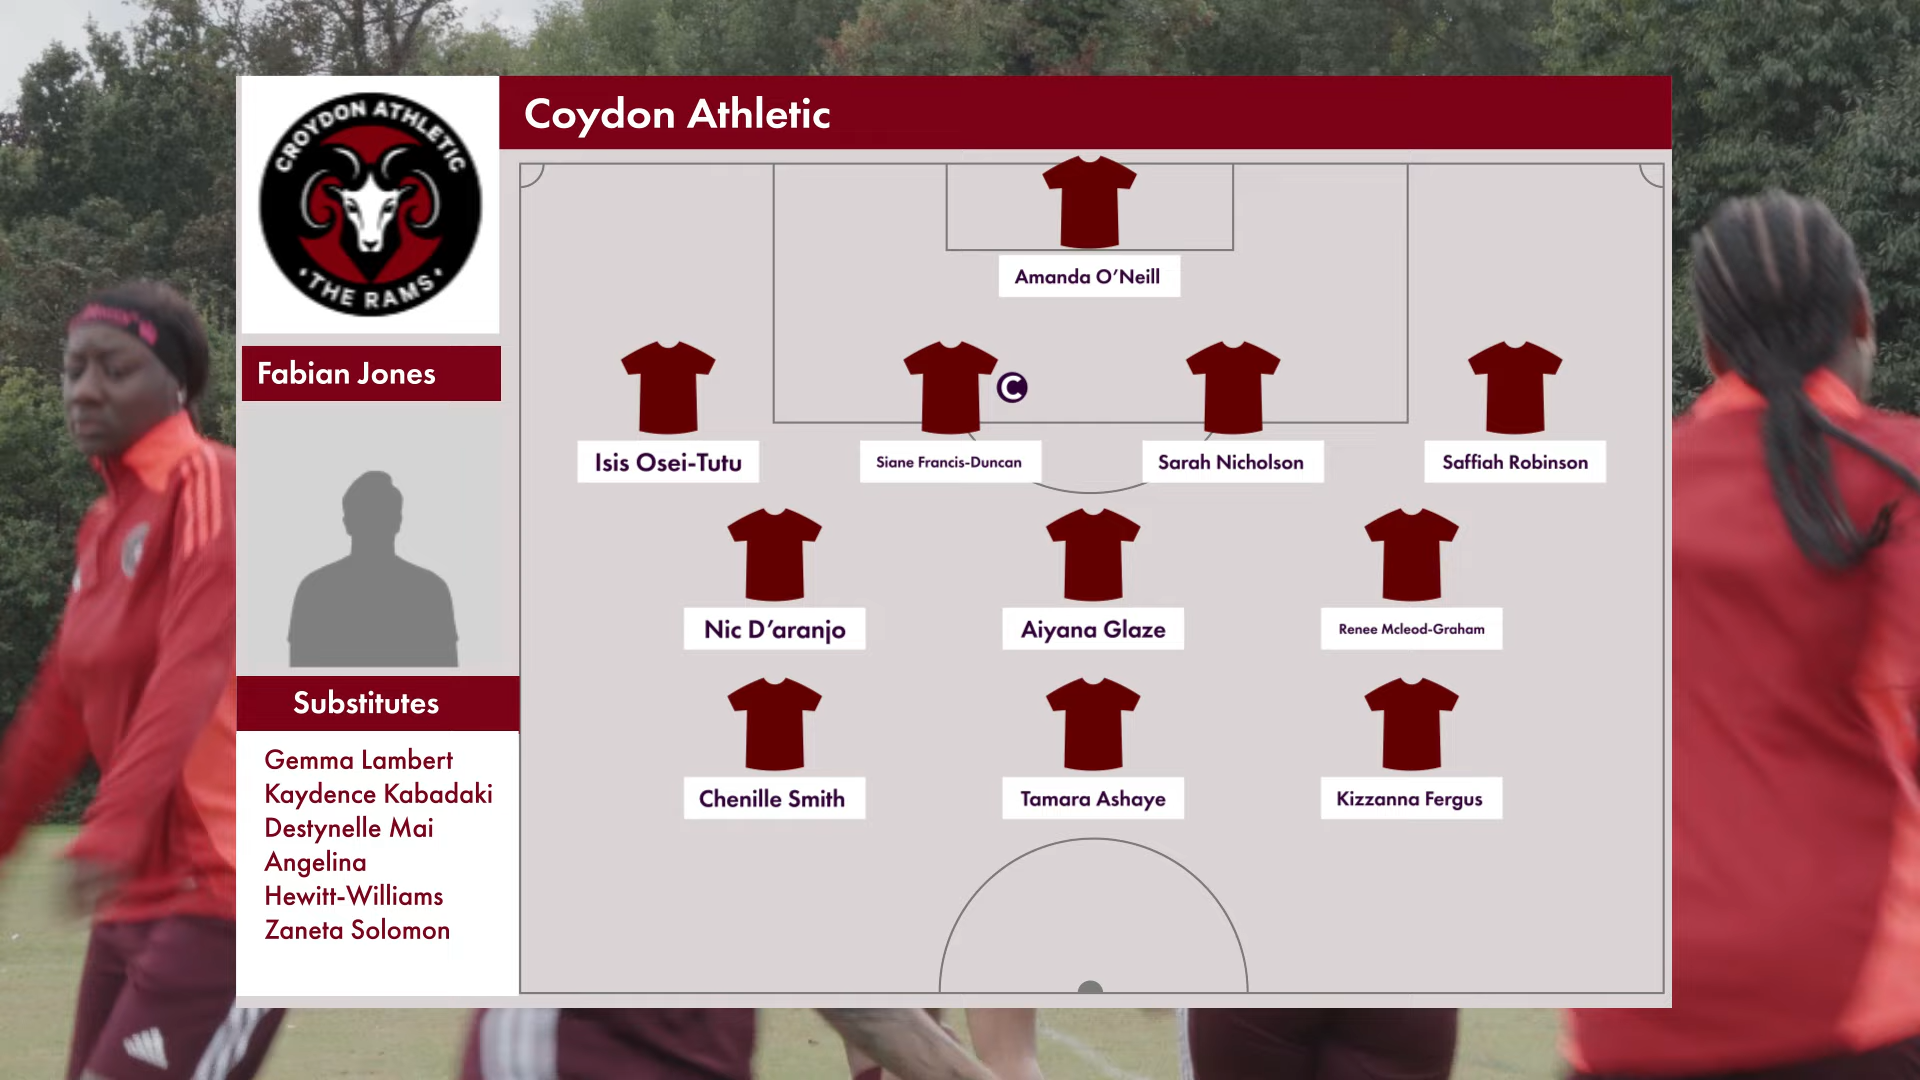 CROYDON ATHLETIC
· THE RAMS ·
Coydon Athletic
Fabian Jones
Amanda O’Neill
C
Isis Osei-Tutu
Siane Francis-Duncan
Sarah Nicholson
Saffiah Robinson
Nic D’aranjo
Aiyana Glaze
Renee Mcleod-Graham
Chenille Smith
Tamara Ashaye
Kizzanna Fergus
Substitutes
Gemma Lambert
Kaydence Kabadaki
Destynelle Mai
Angelina
Hewitt-Williams
Zaneta Solomon